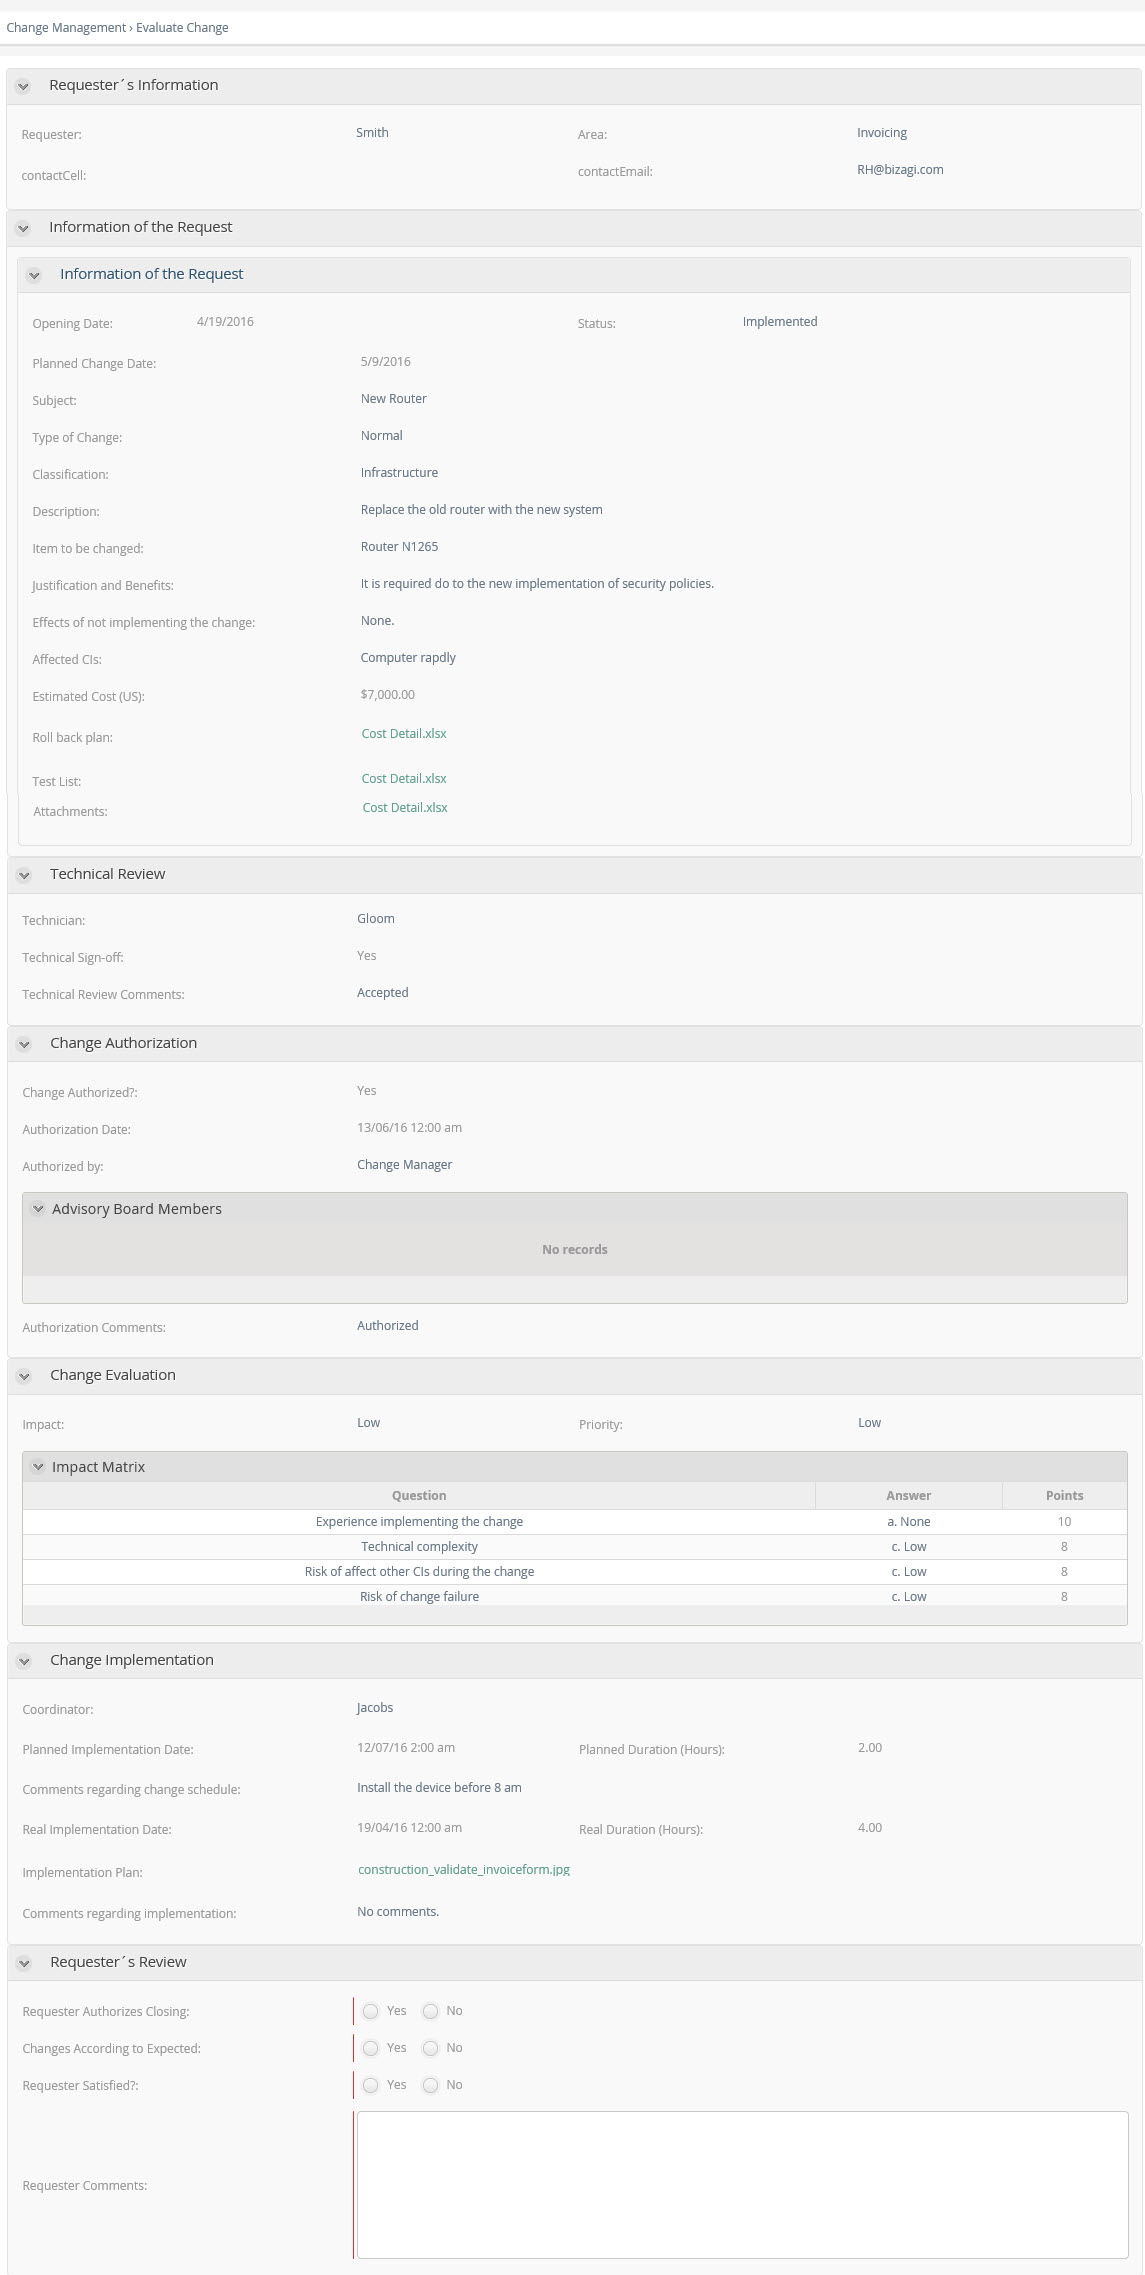 Change Management › Evaluate Change
Requester´s Information
Requester: Smith Area: Invoicing
contactCell: contactEmail: RH@bizagi.com
Information of the Request
Information of the Request
Opening Date: 4/19/2016 Status: Implemented
Planned Change Date: 5/9/2016
Subject: New Router
Type of Change: Normal
Classification: Infrastructure
Description: Replace the old router with the new system
Item to be changed: Router N1265
Justification and Benefits: It is required do to the new implementation of security policies.
Effects of not implementing the change: None.
Affected CIs: Computer rapdly
Estimated Cost (US): $7,000.00
Roll back plan: Cost Detail.xlsx
Test List: Cost Detail.xlsx
Attachments: Cost Detail.xlsx
Technical Review
Technician: Gloom
Technical Sign-off: Yes
Technical Review Comments: Accepted
Change Authorization
Change Authorized?: Yes
Authorization Date: 13/06/16 12:00 am
Authorized by: Change Manager
Advisory Board Members
No records
Authorization Comments: Authorized
Change Evaluation
Impact: Low Priority: Low
Impact Matrix
Question Answer Points
Experience implementing the change a. None 10
Technical complexity c. Low 8
Risk of affect other CIs during the change c. Low 8
Risk of change failure c. Low 8
Change Implementation
Coordinator: Jacobs
Planned Implementation Date: 12/07/16 2:00 am Planned Duration (Hours): 2.00
Comments regarding change schedule: Install the device before 8 am
Real Implementation Date: 19/04/16 12:00 am Real Duration (Hours): 4.00
Implementation Plan: construction_validate_invoiceform.jpg
Comments regarding implementation: No comments.
Requester´s Review
Requester Authorizes Closing: Yes No
Changes According to Expected: Yes No
Requester Satisfied?: Yes No
Requester Comments: